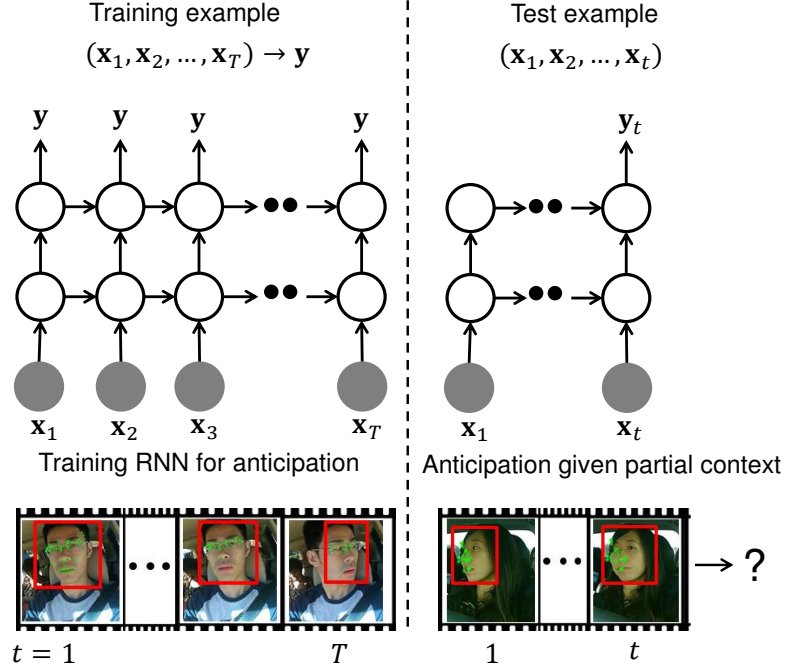 Training example
(x₁, x₂, …, x_T) → y
y y y y
x₁ x₂ x₃ x_T
Training RNN for anticipation
t = 1 T
Test example
(x₁, x₂, …, x_t)
y_t
x₁ x_t
Anticipation given partial context
?
1 t